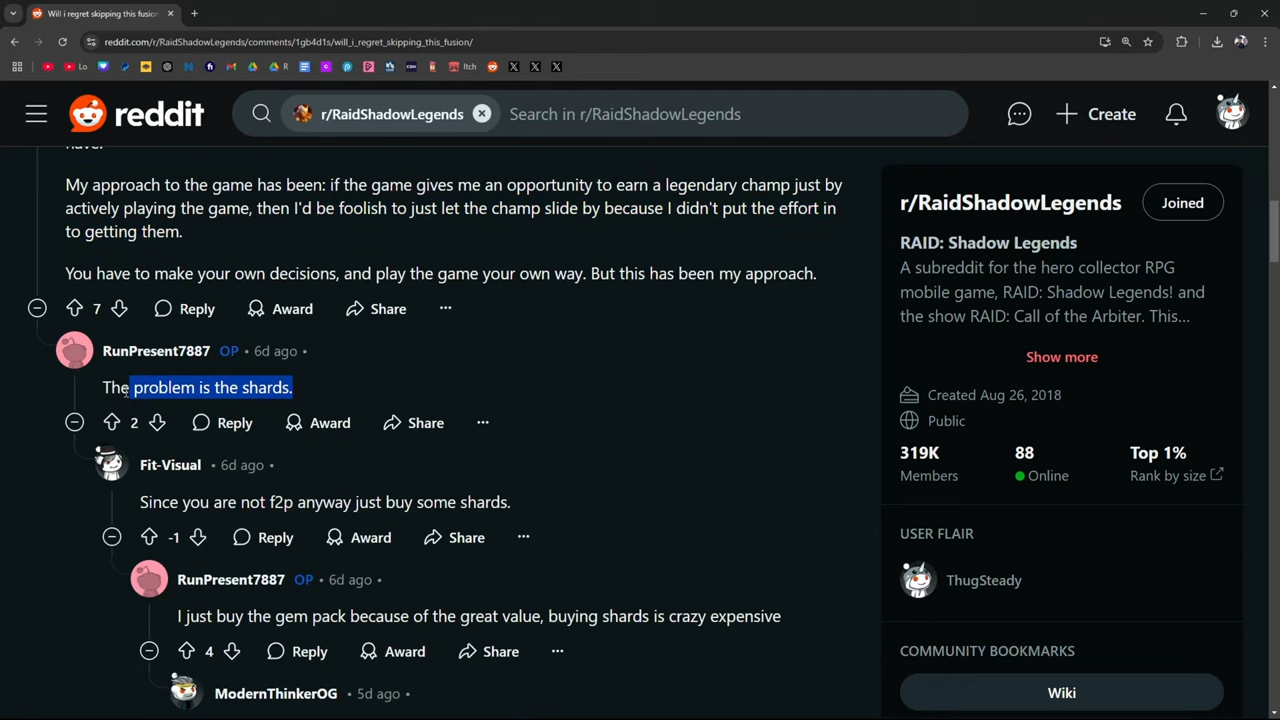 Will i regret skipping this fusion
reddit.com/r/RaidShadowLegends/comments/1gb4d1s/will_i_regret_skipping_this_fusion/
Lo
R
Itch
reddit
r/RaidShadowLegends
Search in r/RaidShadowLegends
Create
have.
My approach to the game has been: if the game gives me an opportunity to earn a legendary champ just by
actively playing the game, then I'd be foolish to just let the champ slide by because I didn't put the effort in
to getting them.
You have to make your own decisions, and play the game your own way. But this has been my approach.
7 Reply Award Share
RunPresent7887 OP • 6d ago •
The problem is the shards.
2 Reply Award Share
Fit-Visual • 6d ago •
Since you are not f2p anyway just buy some shards.
-1 Reply Award Share
RunPresent7887 OP • 6d ago •
I just buy the gem pack because of the great value, buying shards is crazy expensive
4 Reply Award Share
ModernThinkerOG • 5d ago •
r/RaidShadowLegends
Joined
RAID: Shadow Legends
A subreddit for the hero collector RPG
mobile game, RAID: Shadow Legends! and
the show RAID: Call of the Arbiter. This...
Show more
Created Aug 26, 2018
Public
319K 88 Top 1%
Members Online Rank by size
USER FLAIR
ThugSteady
COMMUNITY BOOKMARKS
Wiki